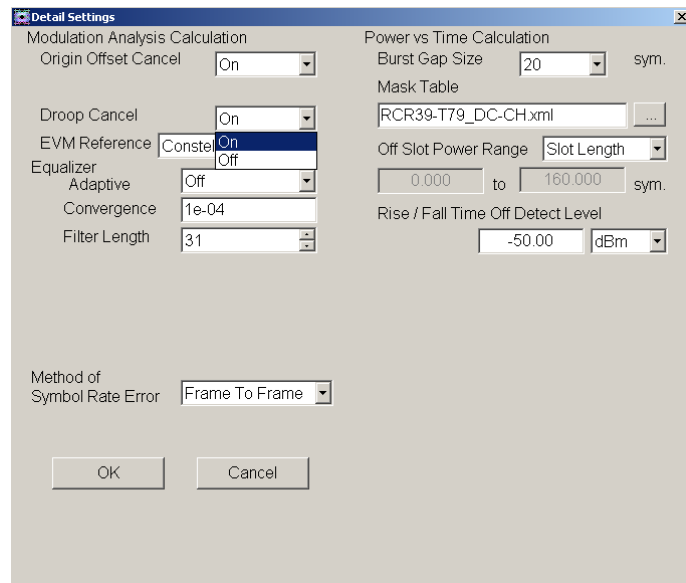 Detail Settings
Modulation Analysis Calculation
Origin Offset Cancel On
Droop Cancel On
On
Off
EVM Reference
Equalizer
Adaptive Off
Convergence 1e-04
Filter Length 31
Method of
Symbol Rate Error Frame To Frame
OK Cancel
Power vs Time Calculation
Burst Gap Size 20 sym.
Mask Table
RCR39-T79_DC-CH.xml ...
Off Slot Power Range Slot Length
0.000 to 160.000 sym.
Rise / Fall Time Off Detect Level
-50.00 dBm